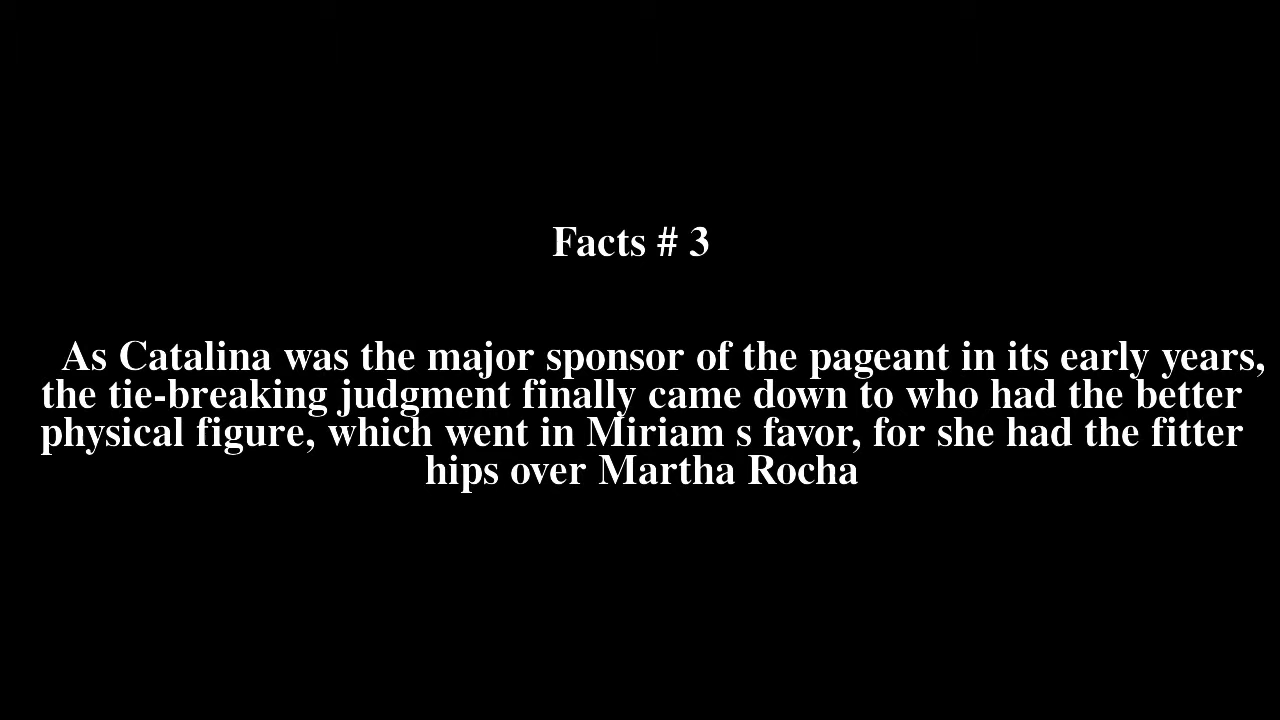 Facts # 3
As Catalina was the major sponsor of the pageant in its early years,
the tie-breaking judgment finally came down to who had the better
physical figure, which went in Miriam s favor, for she had the fitter
hips over Martha Rocha